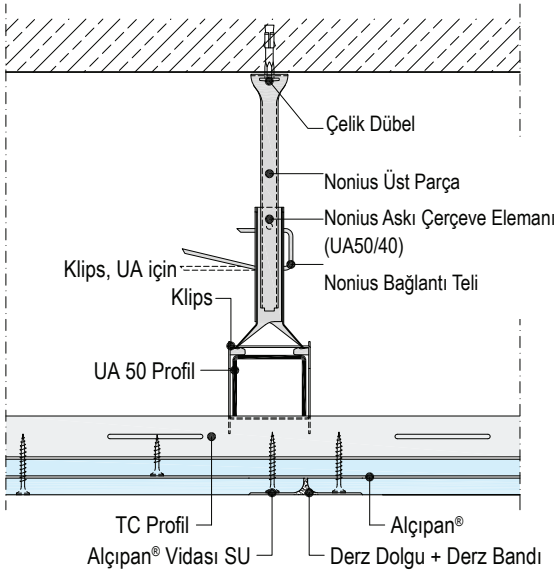 Çelik Dübel
Nonius Üst Parça
Nonius Askı Çerçeve Elemanı
(UA50/40)
Klips, UA için
Nonius Bağlantı Teli
Klips
UA 50 Profil
TC Profil
Alçıpan®
Alçıpan® Vidası SU
Derz Dolgu + Derz Bandı